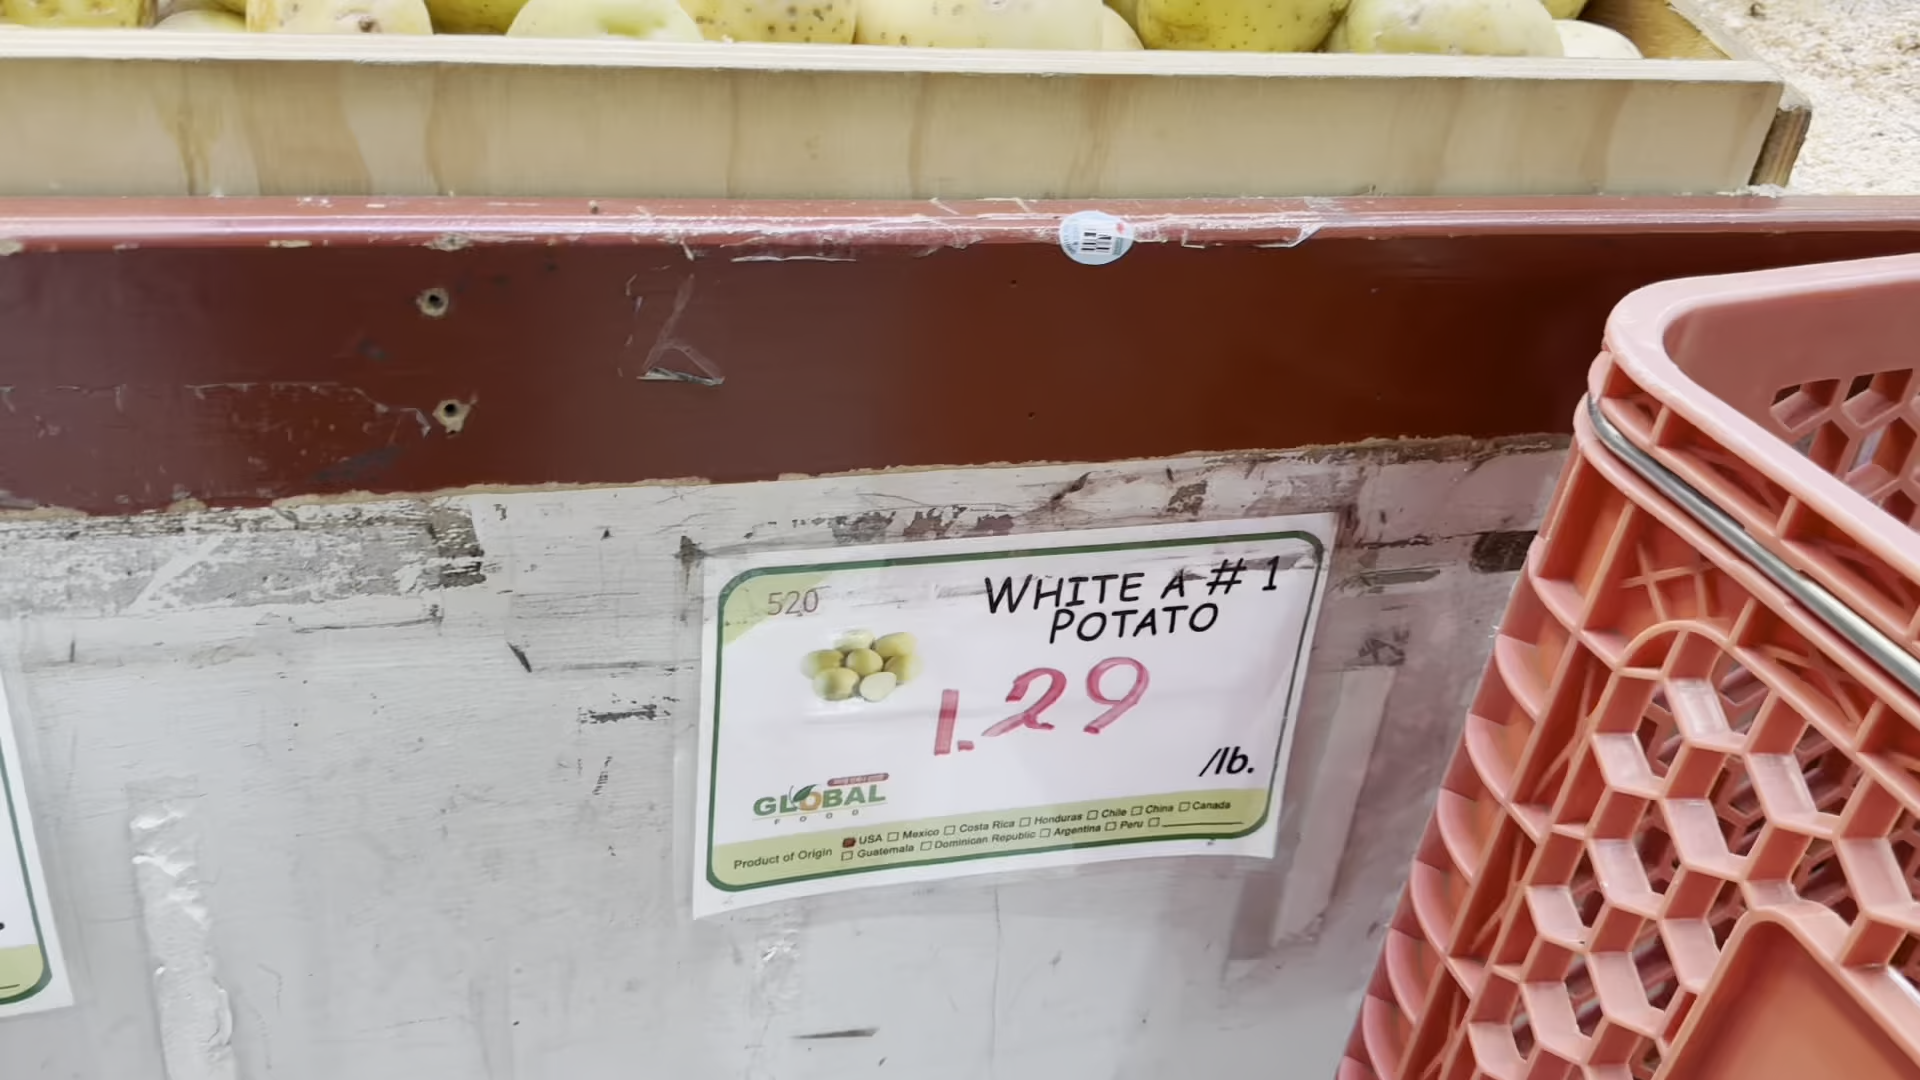 520
WHITE A # 1
POTATO
1.29
/lb.
GLOBAL
FOOD
Product of Origin
USA Mexico Costa Rica Honduras Chile China Canada
Guatemala Dominican Republic Argentina Peru